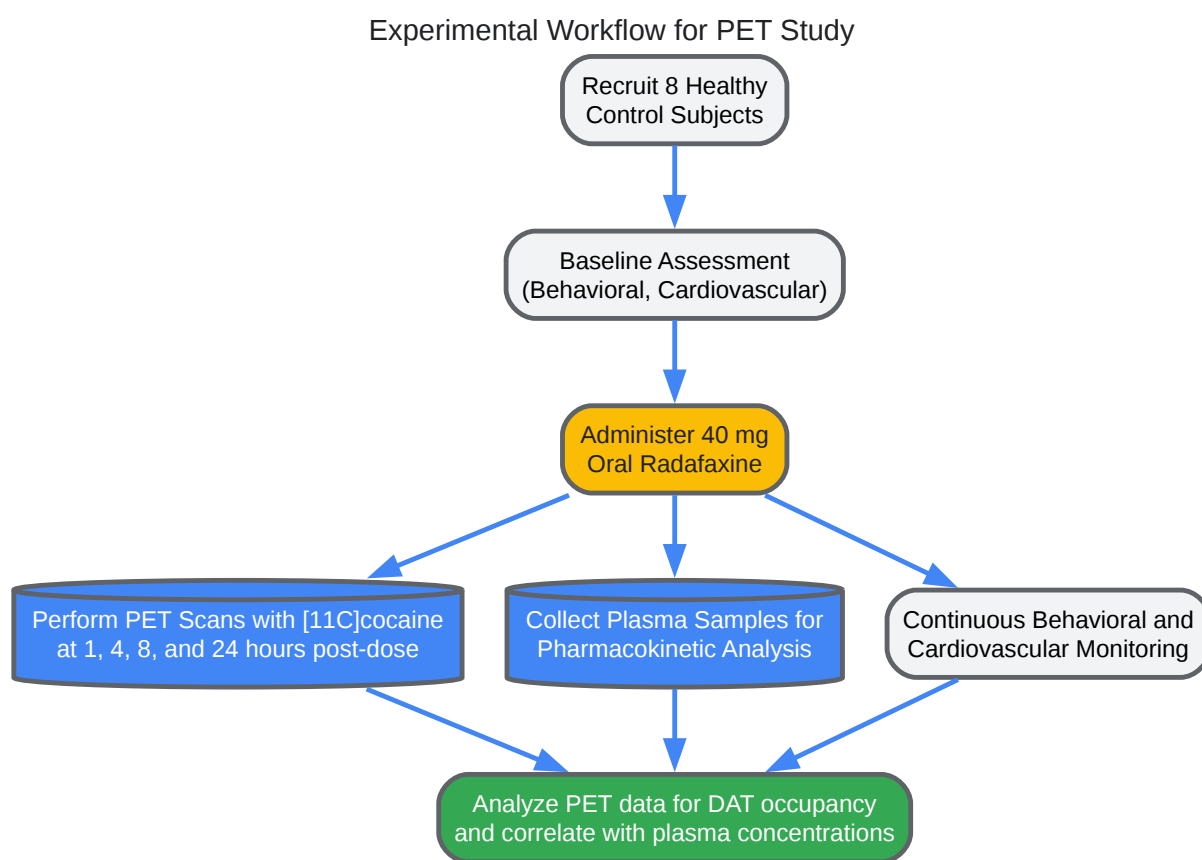 Experimental Workflow for PET Study
Recruit 8 Healthy
Control Subjects
Baseline Assessment
(Behavioral, Cardiovascular)
Administer 40 mg
Oral Radafaxine
Perform PET Scans with [11C]cocaine
at 1, 4, 8, and 24 hours post-dose
Collect Plasma Samples for
Pharmacokinetic Analysis
Continuous Behavioral and
Cardiovascular Monitoring
Analyze PET data for DAT occupancy
and correlate with plasma concentrations